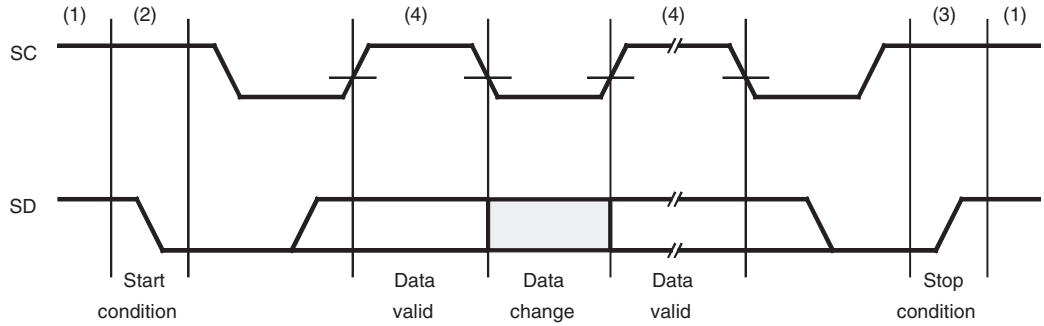 (1) (2) (4) (4) (3) (1)
SC
SD
Start Data Data Data Stop
condition valid change valid condition